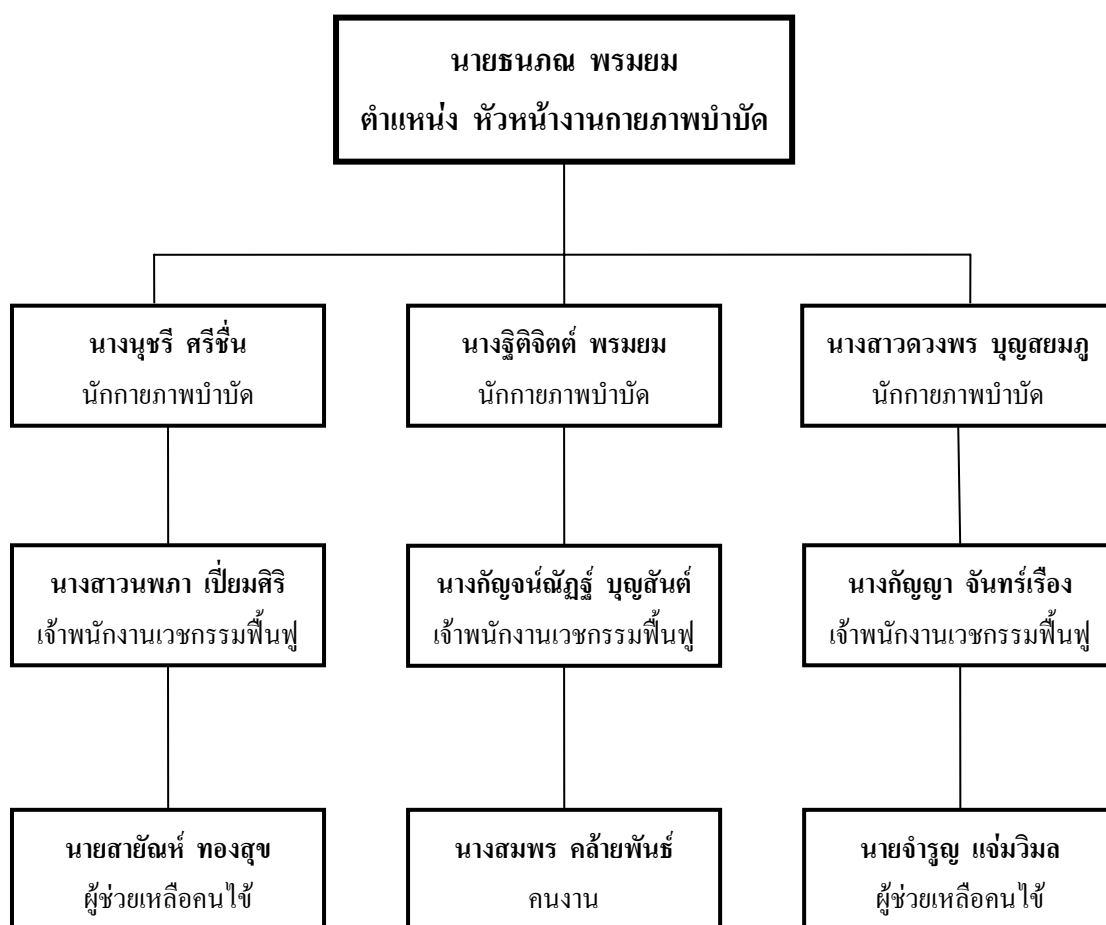 นายธนภณ พรมยม
ตำแหน่ง หัวหน้างานกายภาพบำบัด
นางนุชรี ศรีชื่น
นักกายภาพบำบัด
นางฐิติจิตต์ พรมยม
นักกายภาพบำบัด
นางสาวดวงพร บุญสยมภู
นักกายภาพบำบัด
นางสาวนพภา เปี่ยมศิริ
เจ้าพนักงานเวชกรรมฟื้นฟู
นางกัญจน์ณัฏฐ์ บุญสันต์
เจ้าพนักงานเวชกรรมฟื้นฟู
นางกัญญา จันทร์เรือง
เจ้าพนักงานเวชกรรมฟื้นฟู
นายสายัณห์ ทองสุข
ผู้ช่วยเหลือคนไข้
นางสมพร คล้ายพันธ์
คนงาน
นายจำรูญ แจ่มวิมล
ผู้ช่วยเหลือคนไข้